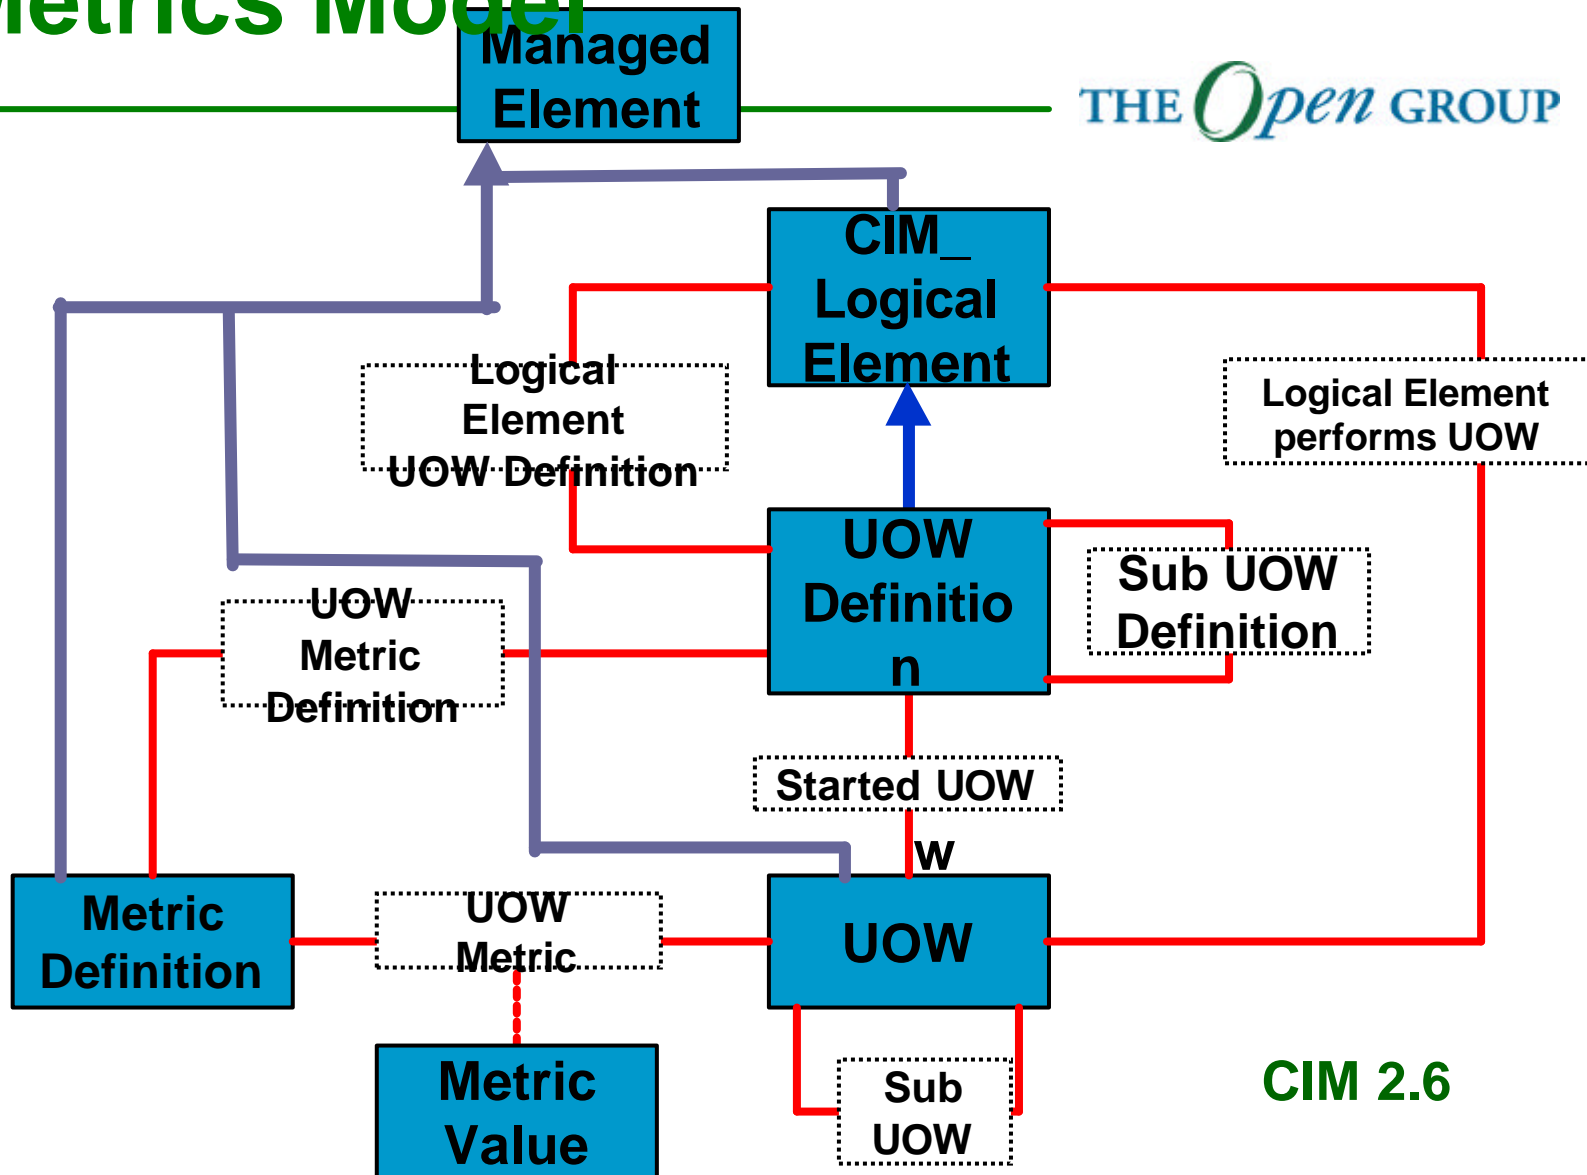 Metrics Model
THE Open GROUP
Managed
Element
CIM_
Logical
Element
Logical
Element
UOW Definition
Logical Element
performs UOW
UOW
Definitio
n
Sub UOW
Definition
UOW
Metric
Definition
Started UOW
w
Metric
Definition
UOW
Metric
UOW
Metric
Value
Sub
UOW
CIM 2.6